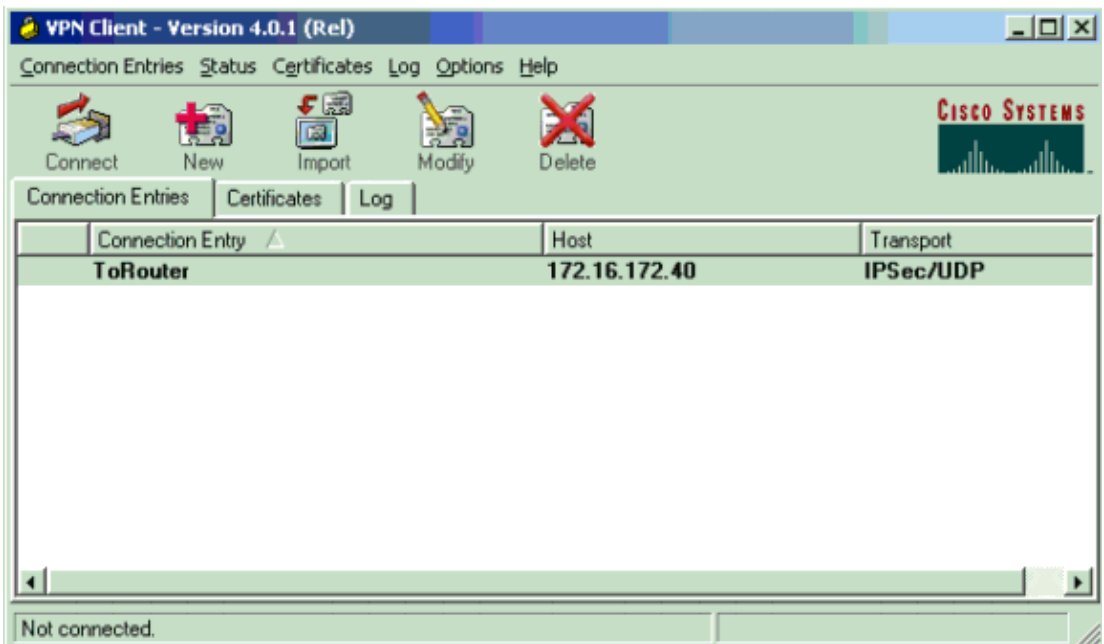 VPN Client - Version 4.0.1 (Rel)
Connection Entries Status Certificates Log Options Help
Connect New Import Modify Delete
CISCO SYSTEMS
Connection Entries Certificates Log
Connection Entry Host Transport
ToRouter 172.16.172.40 IPSec/UDP
Not connected.